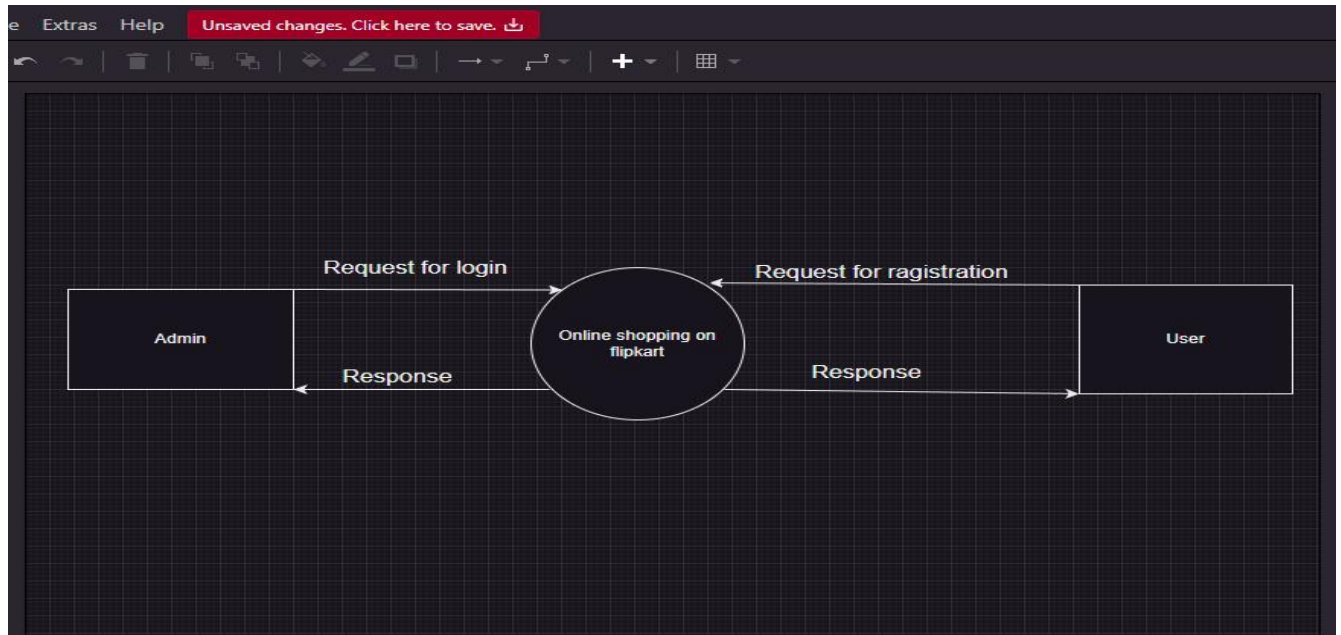 e Extras Help Unsaved changes. Click here to save.
Request for login
Request for ragistration
Admin
Online shopping on
flipkart
User
Response
Response